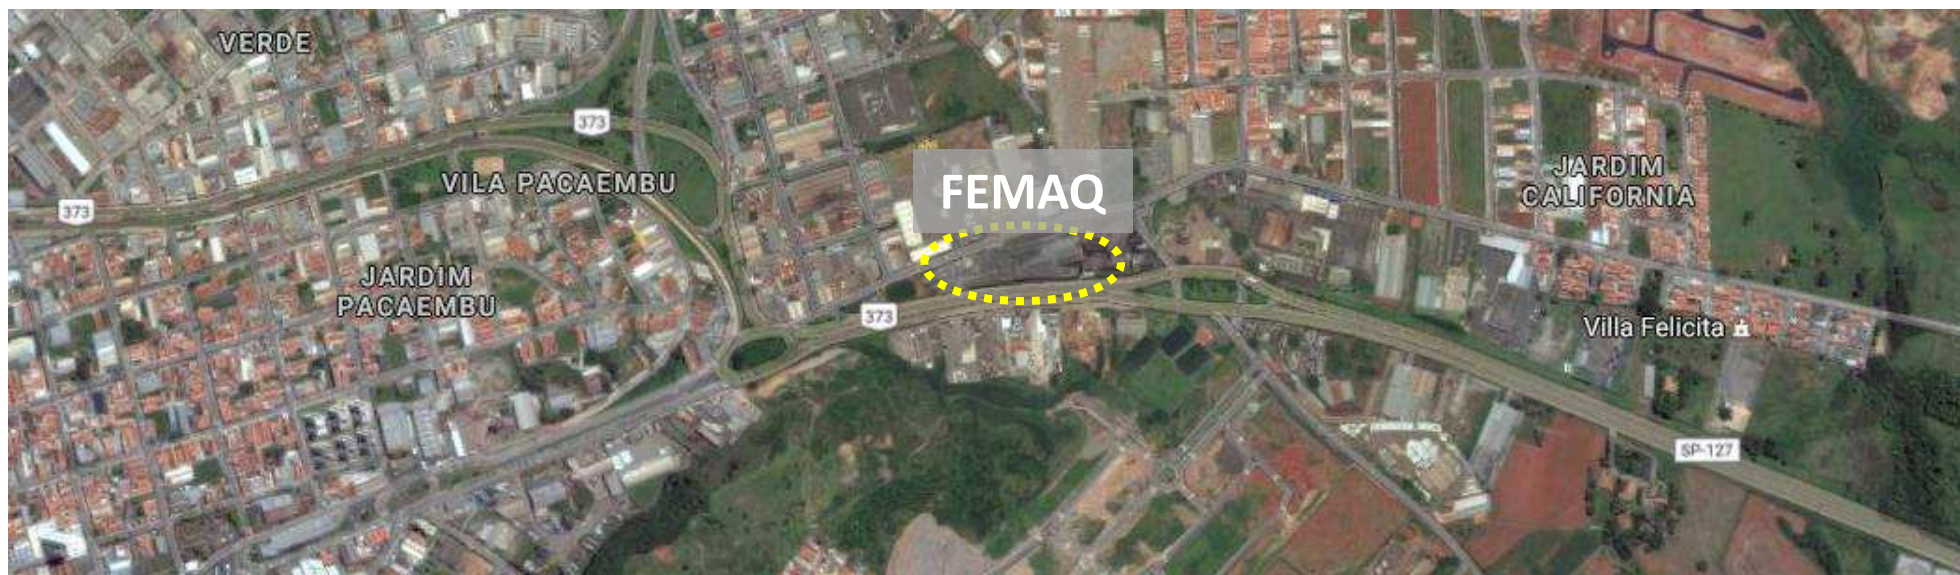 VERDE
373
VILA PACAEMBU
373
JARDIM
PACAEMBU
FEMAQ
373
JARDIM
CALIFORNIA
Villa Felicita
SP-127